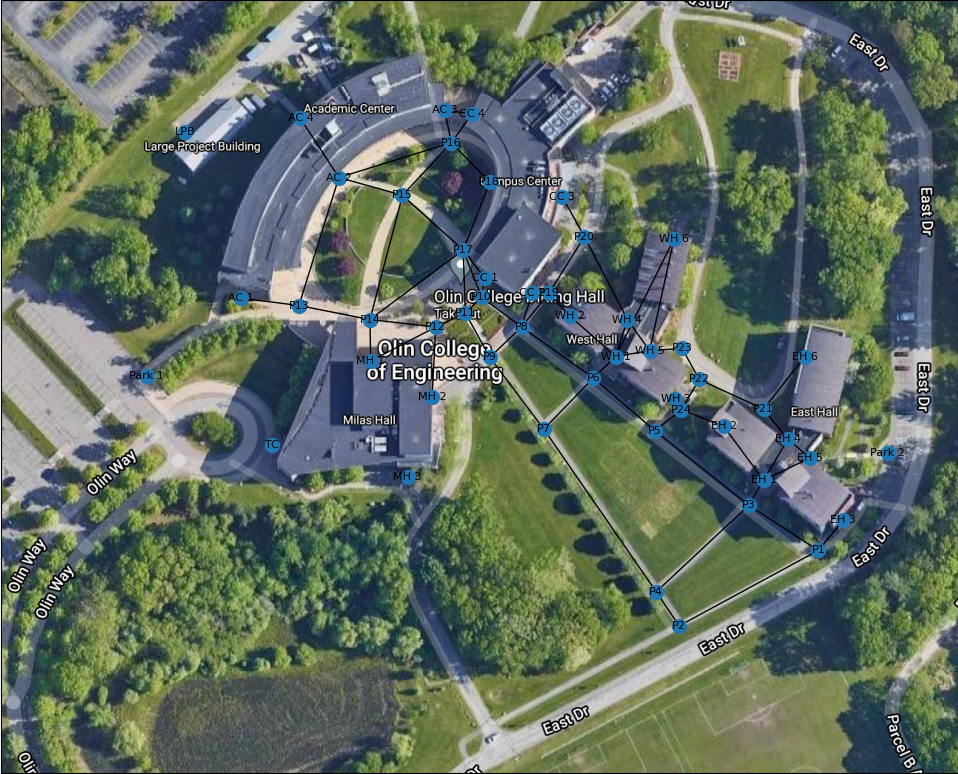 East Dr
East Dr
AC 3
CC 4
Academic Center
AC 4
LPB
Large Project Building
P16
AC 2
Campus Center
P15
CC 3
East Dr
P20
WH 6
P17
CC 1
AC 1
P13
P10
P19
Olin College Dining Hall
P14
P12
P11
P8
WH 2
WH 4
West Hall
MH 1
Olin College
of Engineering
P9
WH 1
WH 5
P23
EH 6
Park 1
P6
P22
East Dr
MH 2
WH 3
P24
P21
East Hall
Milas Hall
P7
P5
EH 2
TC
EH 4
EH 5
Park 2
Olin Way
MH 3
EH 1
P3
EH 3
P1
East Dr
Olin Way
Olin Way
P4
P2
East Dr
East Dr
Parcel B